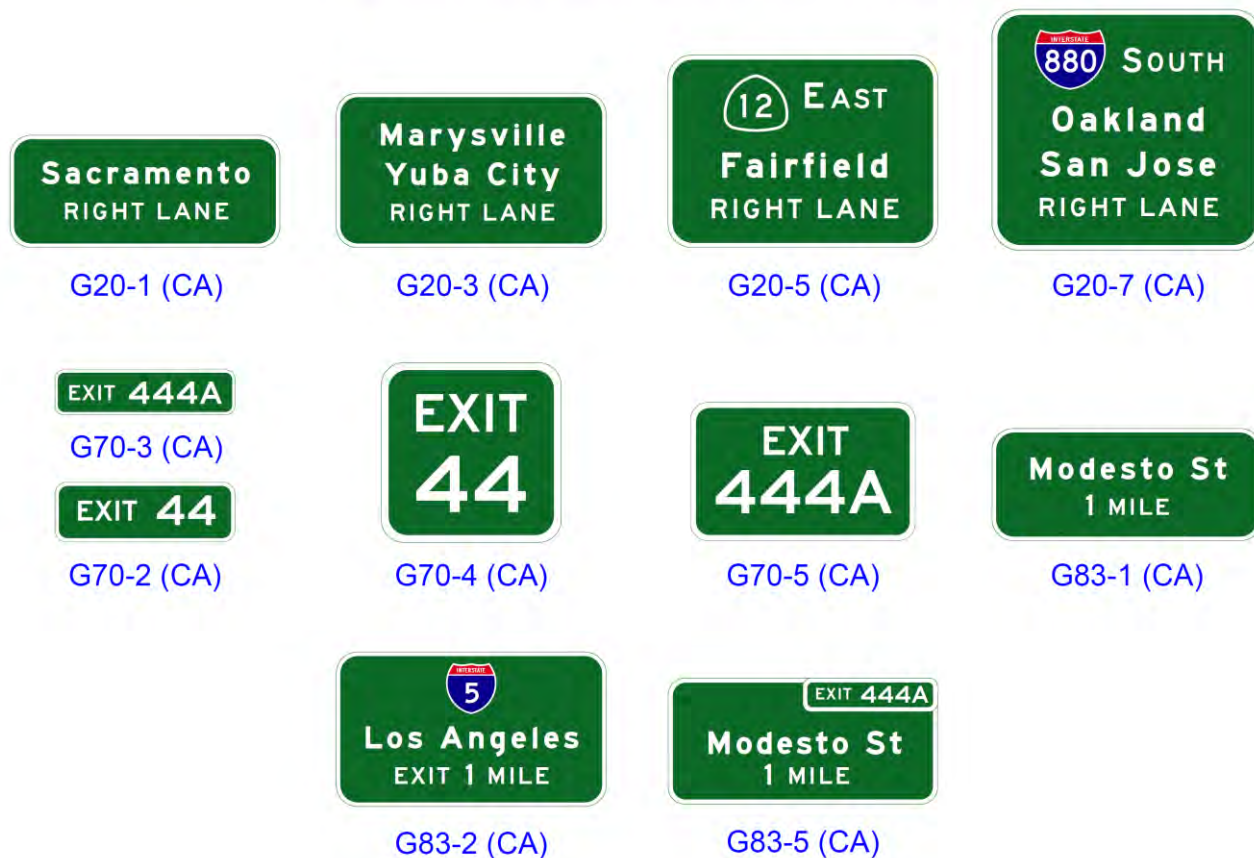 Sacramento
RIGHT LANE
G20-1 (CA)
Marysville
Yuba City
RIGHT LANE
G20-3 (CA)
12 EAST
Fairfield
RIGHT LANE
G20-5 (CA)
INTERSTATE
880 SOUTH
Oakland
San Jose
RIGHT LANE
G20-7 (CA)
EXIT 444A
G70-3 (CA)
EXIT 44
G70-2 (CA)
EXIT
44
G70-4 (CA)
EXIT
444A
G70-5 (CA)
Modesto St
1 MILE
G83-1 (CA)
INTERSTATE
5
Los Angeles
EXIT 1 MILE
G83-2 (CA)
EXIT 444A
Modesto St
1 MILE
G83-5 (CA)